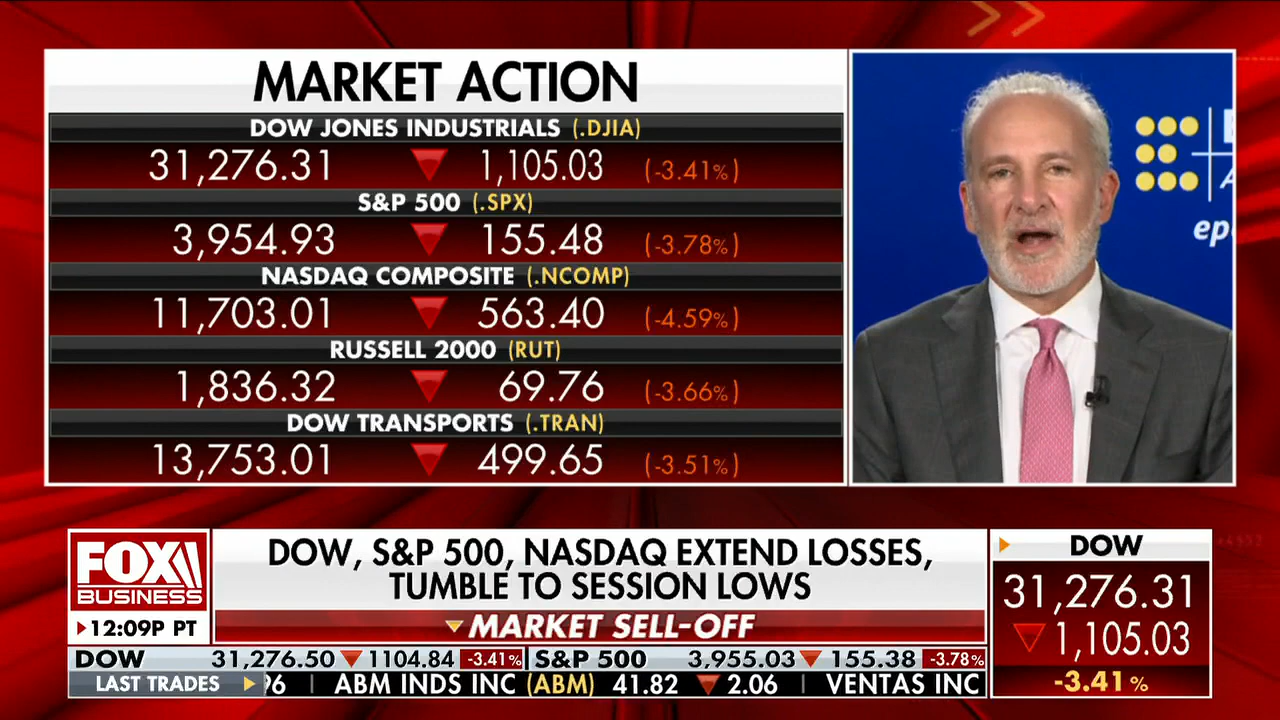 MARKET ACTION
DOW JONES INDUSTRIALS (.DJIA)
31,276.31 ▼ 1,105.03 (-3.41%)
S&P 500 (.SPX)
3,954.93 ▼ 155.48 (-3.78%)
NASDAQ COMPOSITE (.NCOMP)
11,703.01 ▼ 563.40 (-4.59%)
RUSSELL 2000 (RUT)
1,836.32 ▼ 69.76 (-3.66%)
DOW TRANSPORTS (.TRAN)
13,753.01 ▼ 499.65 (-3.51%)
FOX
BUSINESS
12:09P PT
DOW, S&P 500, NASDAQ EXTEND LOSSES,
TUMBLE TO SESSION LOWS
MARKET SELL-OFF
DOW
31,276.31
▼ 1,105.03
-3.41%
DOW 31,276.50 ▼ 1104.84 -3.41% S&P 500 3,955.03 ▼ 155.38 -3.78%
LAST TRADES 96 | ABM INDS INC (ABM) 41.82 ▼ 2.06 | VENTAS INC